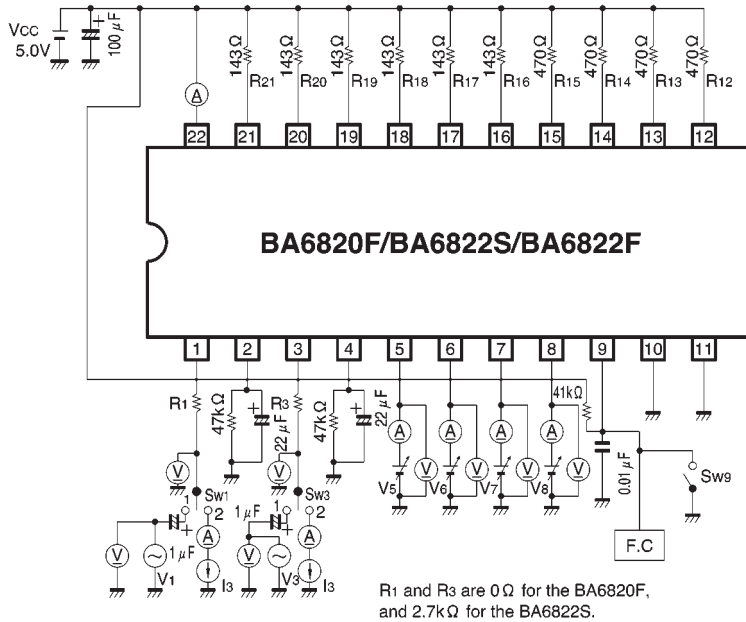 VCC
5.0V
+
100 µF
143Ω 143Ω 143Ω 143Ω 143Ω 143Ω 470Ω 470Ω 470Ω 470Ω
R21 R20 R19 R18 R17 R16 R15 R14 R13 R12
A
22 21 20 19 18 17 16 15 14 13 12
BA6820F/BA6822S/BA6822F
1 2 3 4 5 6 7 8 9 10 11
R1 47kΩ + 22 µF R3 47kΩ + 22 µF 41kΩ
A A A A
V V V5 V V6 V V7 V V8 V 0.01 µF SW9
1 SW1 2 1 µF 1 SW3 2
+ A + A
F.C
V 1 µF V1 I3 V V3 I3
R1 and R3 are 0Ω for the BA6820F,
and 2.7kΩ for the BA6822S.